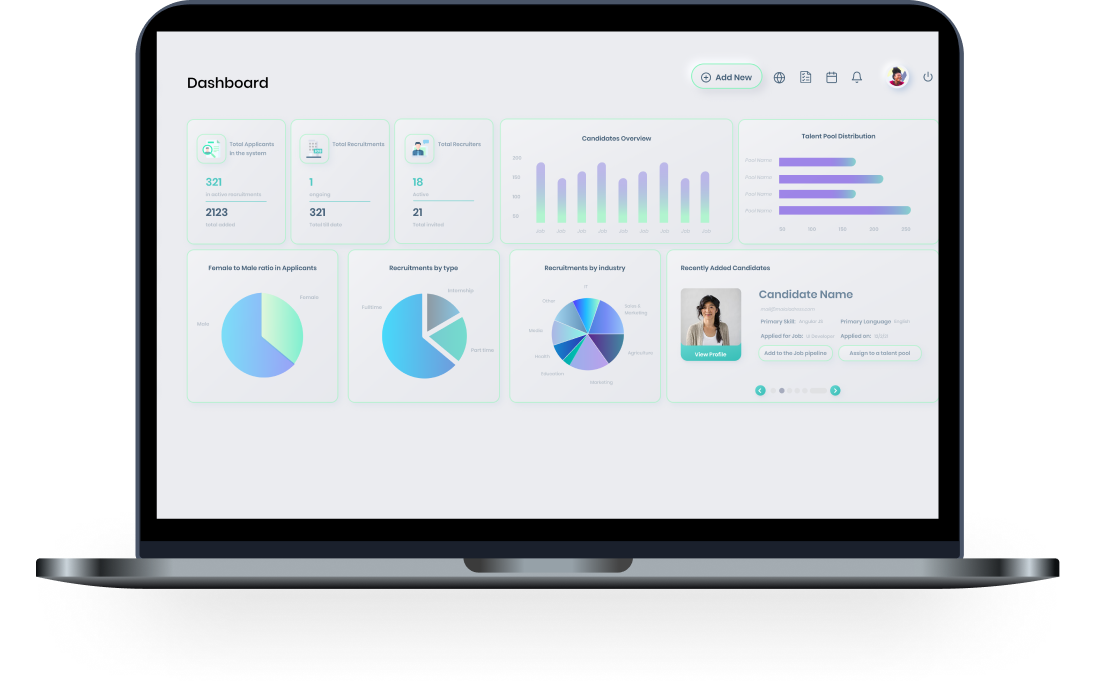 Dashboard
Add New
Total Applicants
in the system
321
in active recruitments
2123
total added
Total Recruitments
1
ongoing
321
Total till date
Total Recruiters
18
Active
21
Total Invited
Candidates Overview
200
150
100
50
Talent Pool Distribution
Pool Name
Pool Name
Pool Name
Pool Name
50
100
150
200
250
Female to Male ratio in Applicants
Female
Male
Recruitments by type
Internship
Fulltime
Part time
Recruitments by industry
IT
Other
Sales &
Marketing
Media
Agriculture
Health
Education
Marketing
Recently Added Candidates
View Profile
Candidate Name
Primary Skill:
Primary Language
English
Applied for Job:
UI Developer
Applied on:
Add to the Job pipeline
Assign to a talent pool